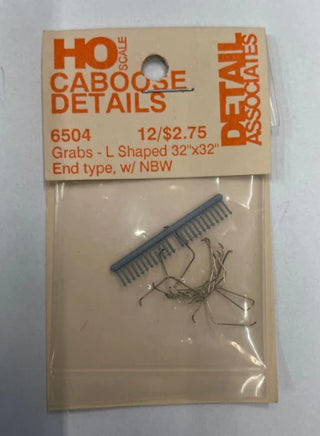 HO SCALE
CABOOSE
DETAILS
6504 12/$2.75
Grabs - L Shaped 32"x32"
End type, w/ NBW
DETAIL
ASSOCIATES